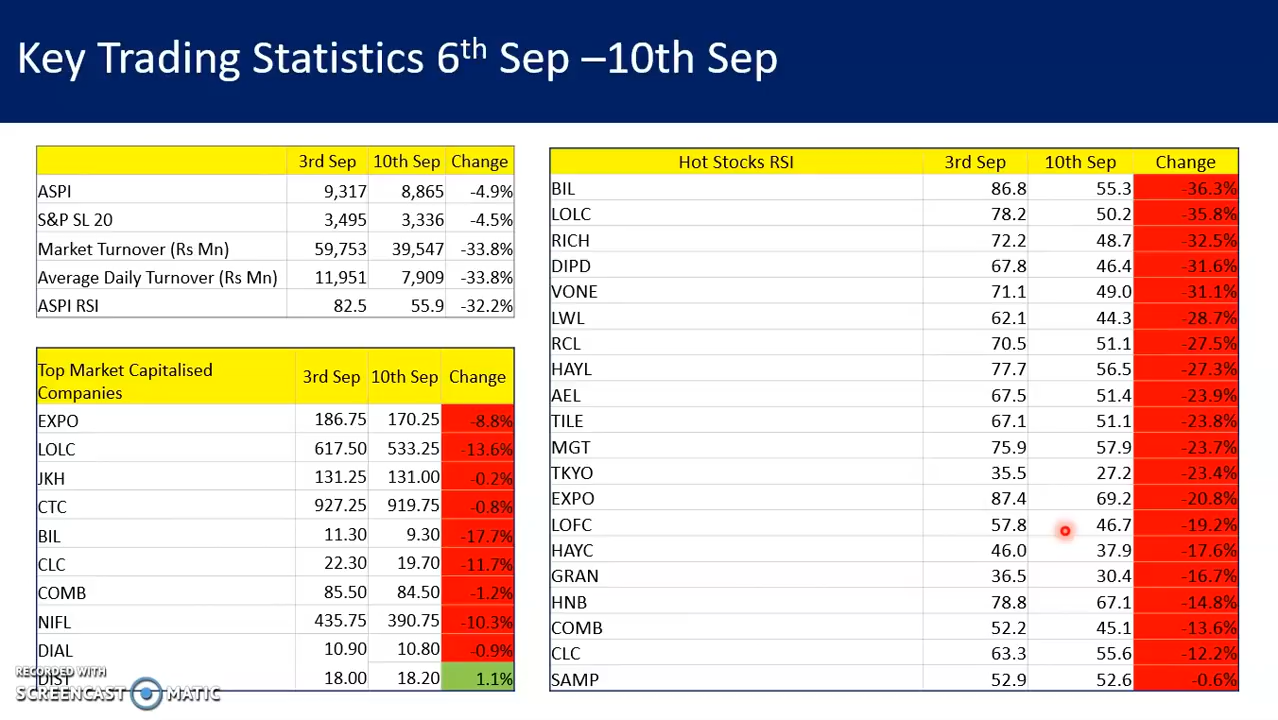 Key Trading Statistics 6th Sep –10th Sep
3rd Sep 10th Sep Change
ASPI 9,317 8,865 -4.9%
S&P SL 20 3,495 3,336 -4.5%
Market Turnover (Rs Mn) 59,753 39,547 -33.8%
Average Daily Turnover (Rs Mn) 11,951 7,909 -33.8%
ASPI RSI 82.5 55.9 -32.2%
Top Market Capitalised
Companies 3rd Sep 10th Sep Change
EXPO 186.75 170.25 -8.8%
LOLC 617.50 533.25 -13.6%
JKH 131.25 131.00 -0.2%
CTC 927.25 919.75 -0.8%
BIL 11.30 9.30 -17.7%
CLC 22.30 19.70 -11.7%
COMB 85.50 84.50 -1.2%
NIFL 435.75 390.75 -10.3%
DIAL 10.90 10.80 -0.9%
DIST 18.00 18.20 1.1%
Hot Stocks RSI 3rd Sep 10th Sep Change
BIL 86.8 55.3 -36.3%
LOLC 78.2 50.2 -35.8%
RICH 72.2 48.7 -32.5%
DIPD 67.8 46.4 -31.6%
VONE 71.1 49.0 -31.1%
LWL 62.1 44.3 -28.7%
RCL 70.5 51.1 -27.5%
HAYL 77.7 56.5 -27.3%
AEL 67.5 51.4 -23.9%
TILE 67.1 51.1 -23.8%
MGT 75.9 57.9 -23.7%
TKYO 35.5 27.2 -23.4%
EXPO 87.4 69.2 -20.8%
LOFC 57.8 46.7 -19.2%
HAYC 46.0 37.9 -17.6%
GRAN 36.5 30.4 -16.7%
HNB 78.8 67.1 -14.8%
COMB 52.2 45.1 -13.6%
CLC 63.3 55.6 -12.2%
SAMP 52.9 52.6 -0.6%
RECORDED WITH
SCREENCAST MATIC